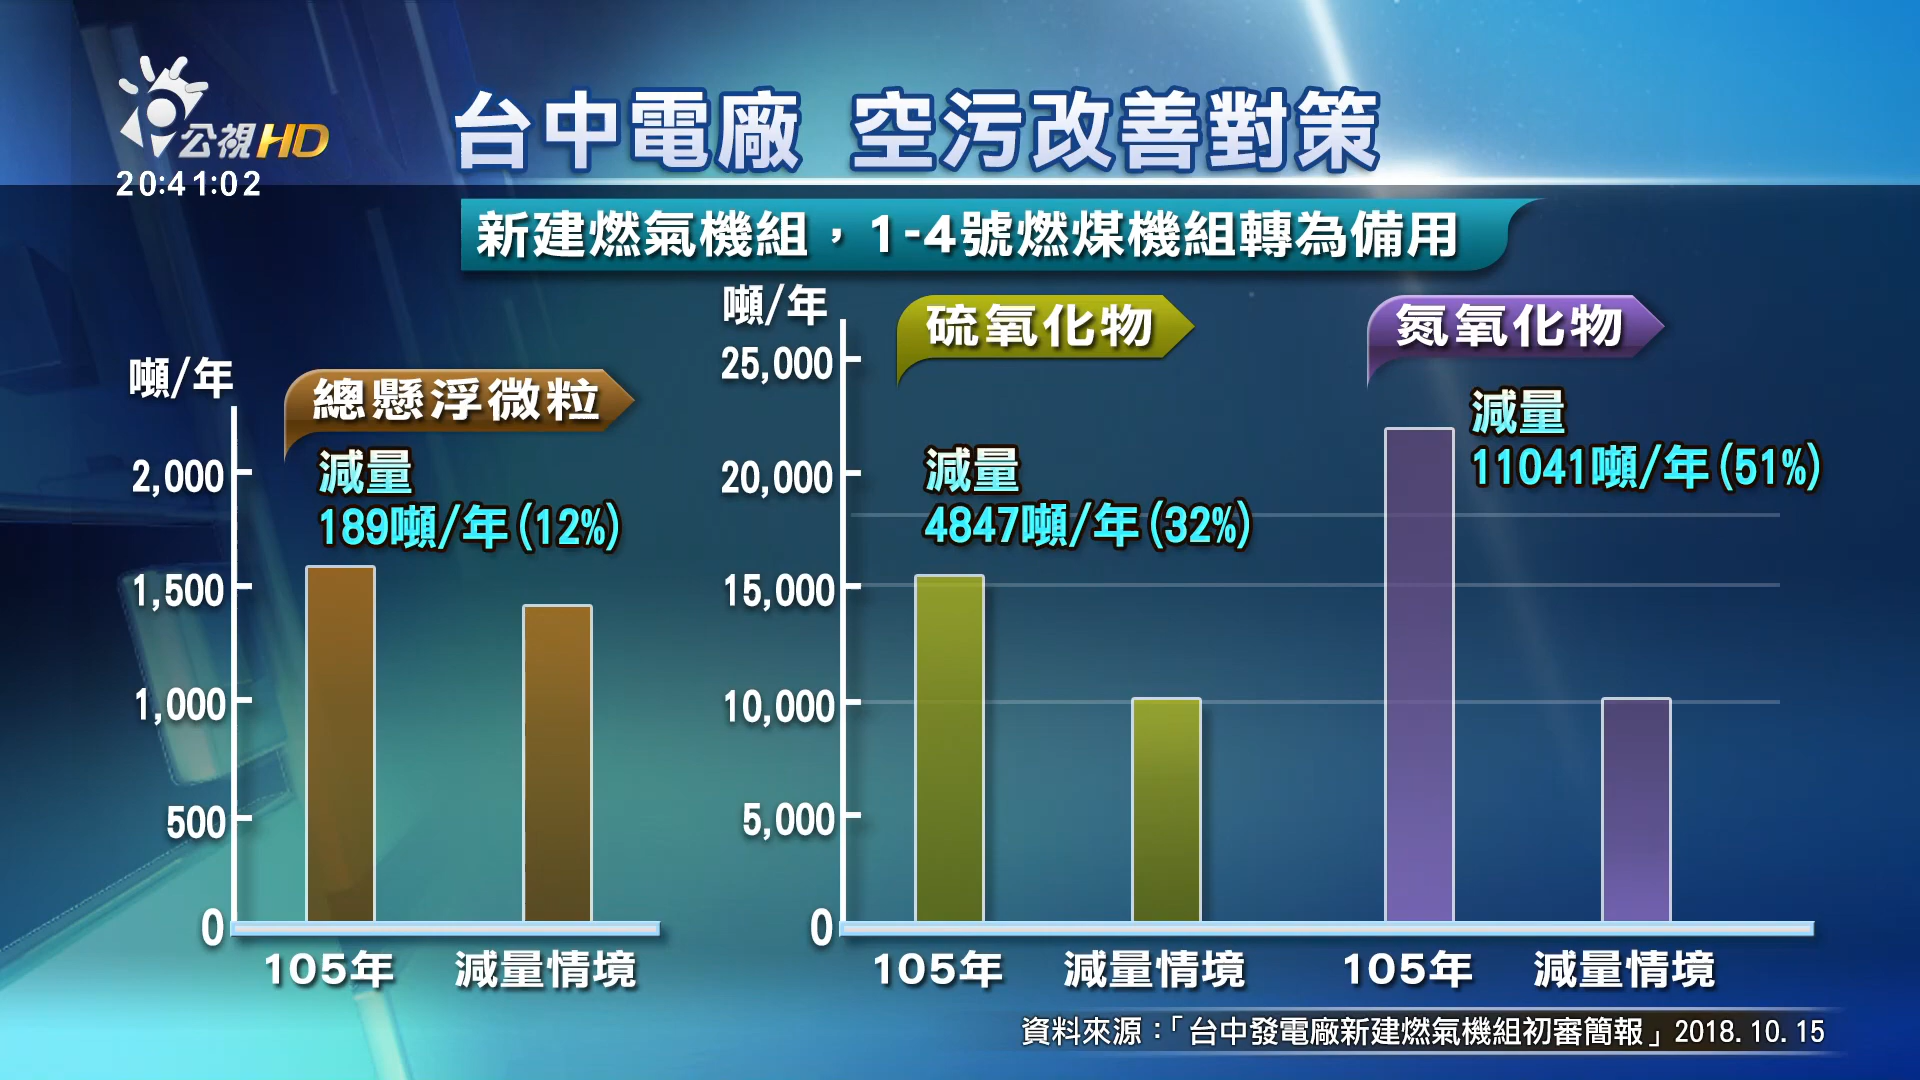 公視HD
20:41:02
台中電廠 空污改善對策
新建燃氣機組，1-4號燃煤機組轉為備用
噸/年
總懸浮微粒
減量
189噸/年(12%)
2,000
1,500
1,000
500
0
105年
減量情境
噸/年
25,000
20,000
15,000
10,000
5,000
0
硫氧化物
減量
4847噸/年(32%)
105年
減量情境
氮氧化物
減量
11041噸/年(51%)
105年
減量情境
資料來源：「台中發電廠新建燃氣機組初審簡報」2018.10.15